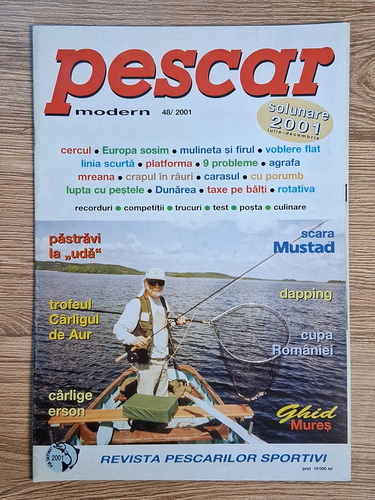 pescar
modern 48/ 2001
solunare
2001
iulie-decembrie
cercul • Europa sosim • mulineta și firul • voblere flat
linia scurtă • platforma • 9 probleme • agrafa
mreana • crapul în râuri • carasul • cu porumb
lupta cu peștele • Dunărea • taxe pe bălți • rotativa
recorduri • competiții • trucuri • test • poșta • culinare
păstrăvi
la „udă“
scara
Mustad
dapping
trofeul
Cârligul
de Aur
cupa
României
cârlige
erson
Ghid
Mureș
2001
REVISTA PESCARILOR SPORTIVI
preț 15 000 lei